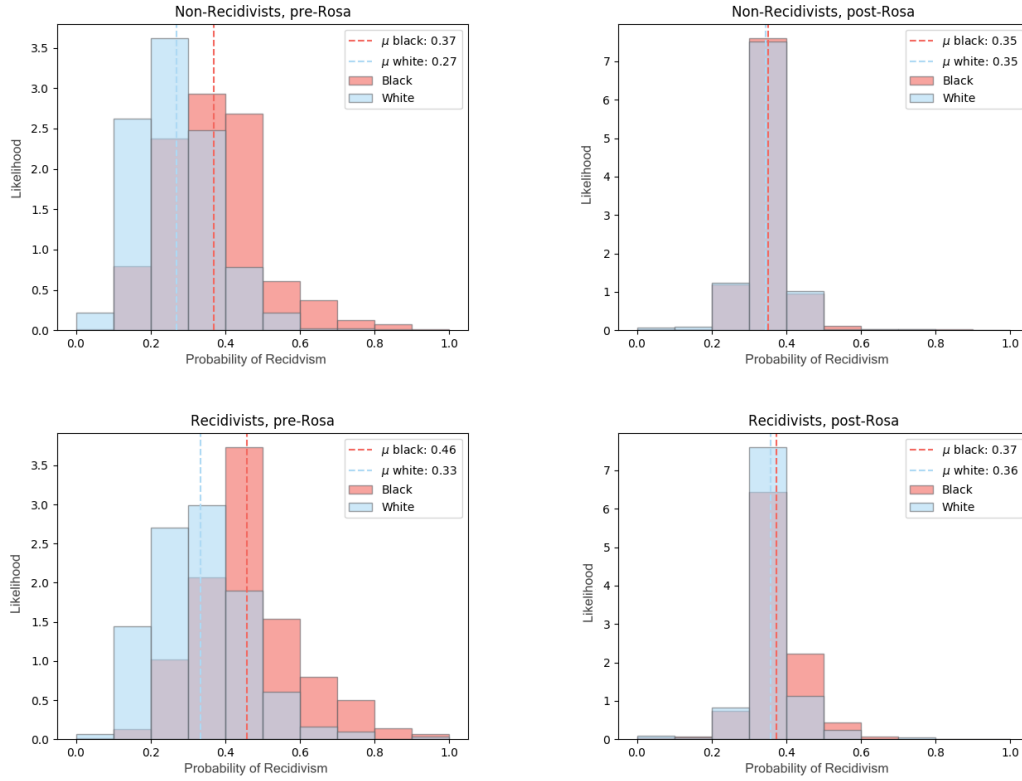 Non-Recidivists, pre-Rosa
μ black: 0.37
μ white: 0.27
Black
White
Likelihood
3.5
3.0
2.5
2.0
1.5
1.0
0.5
0.0
0.0 0.2 0.4 0.6 0.8 1.0
Probability of Recidvism
Non-Recidivists, post-Rosa
μ black: 0.35
μ white: 0.35
Black
White
Likelihood
7
6
5
4
3
2
1
0
0.0 0.2 0.4 0.6 0.8 1.0
Probability of Recidvism
Recidivists, pre-Rosa
μ black: 0.46
μ white: 0.33
Black
White
Likelihood
3.5
3.0
2.5
2.0
1.5
1.0
0.5
0.0
0.0 0.2 0.4 0.6 0.8 1.0
Probability of Recidvism
Recidivists, post-Rosa
μ black: 0.37
μ white: 0.36
Black
White
Likelihood
7
6
5
4
3
2
1
0
0.0 0.2 0.4 0.6 0.8 1.0
Probability of Recidvism